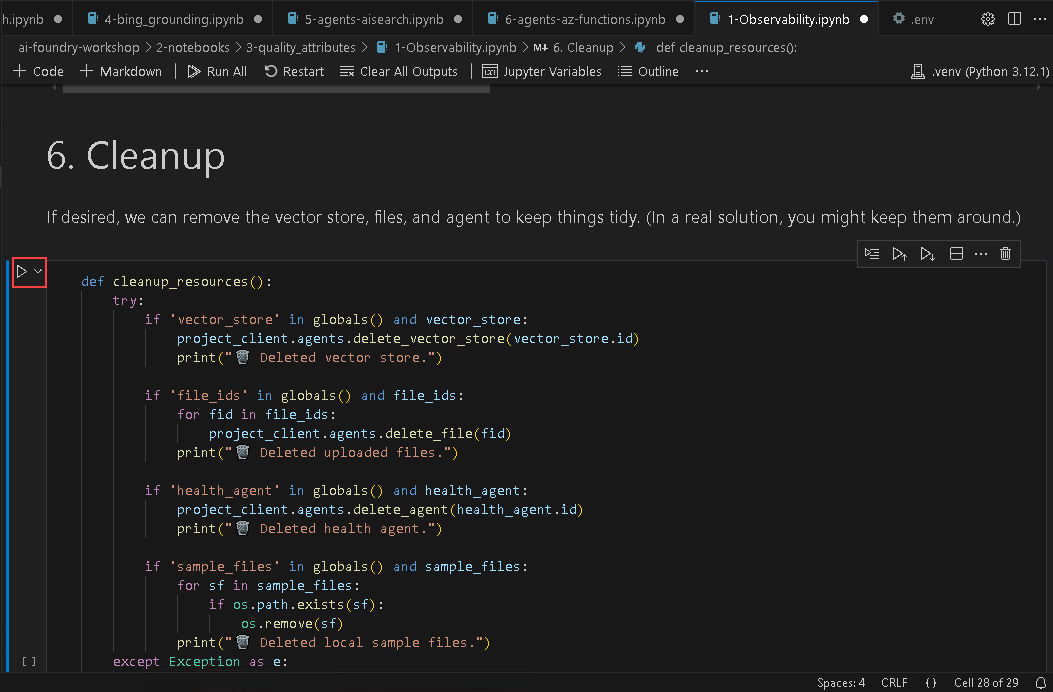 h.ipynb 4-bing_grounding.ipynb 5-agents-aisearch.ipynb 6-agents-az-functions.ipynb 1-Observability.ipynb .env
ai-foundry-workshop > 2-notebooks > 3-quality_attributes > 1-Observability.ipynb > M↓ 6. Cleanup > def cleanup_resources():
+ Code + Markdown | Run All Restart Clear All Outputs | Jupyter Variables Outline ··· .venv (Python 3.12.1)
6. Cleanup
If desired, we can remove the vector store, files, and agent to keep things tidy. (In a real solution, you might keep them around.)
def cleanup_resources():
try:
if 'vector_store' in globals() and vector_store:
project_client.agents.delete_vector_store(vector_store.id)
print("🗑️ Deleted vector store.")
if 'file_ids' in globals() and file_ids:
for fid in file_ids:
project_client.agents.delete_file(fid)
print("🗑️ Deleted uploaded files.")
if 'health_agent' in globals() and health_agent:
project_client.agents.delete_agent(health_agent.id)
print("🗑️ Deleted health agent.")
if 'sample_files' in globals() and sample_files:
for sf in sample_files:
if os.path.exists(sf):
os.remove(sf)
print("🗑️ Deleted local sample files.")
[ ] except Exception as e:
Spaces: 4 CRLF {} Cell 28 of 29